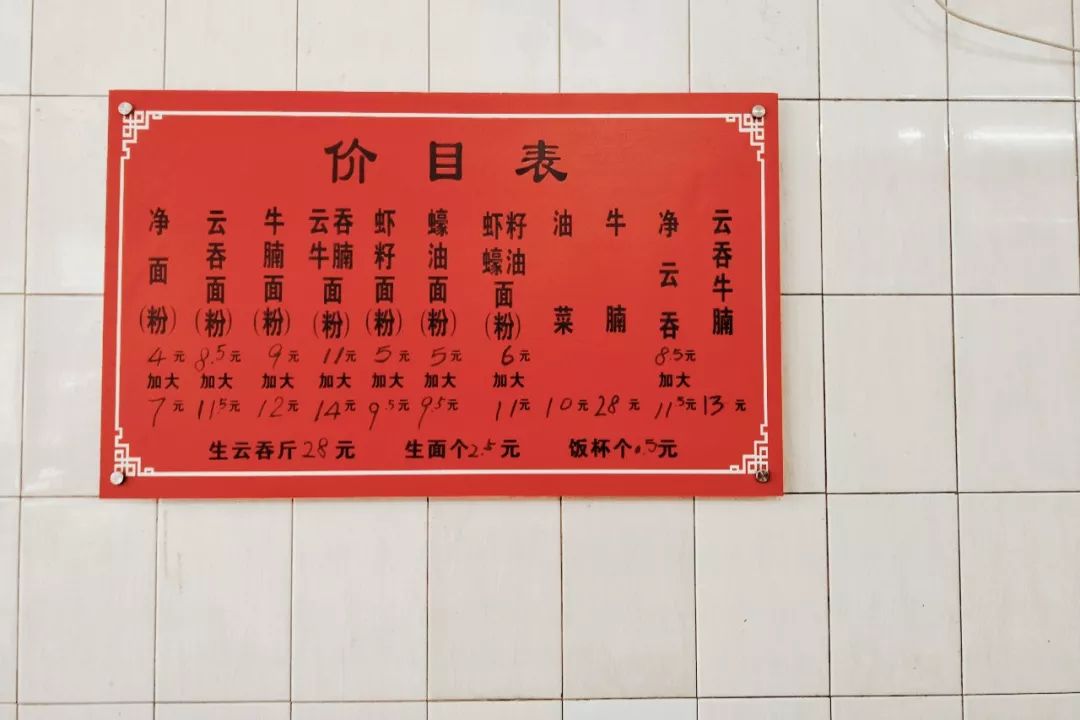 价目表
净面(粉) 4元 加大 7元
云吞面(粉) 8.5元 加大 11.5元
牛腩面(粉) 9元 加大 12元
云吞牛腩面(粉) 11元 加大 14元
虾籽面(粉) 5元 加大 9.5元
蠔油面(粉) 5元 加大 9.5元
虾籽蠔油面(粉) 6元 加大 11元
油菜 10元
牛腩 28元
净云吞 8.5元 加大 11.5元
云吞牛腩 13元
生云吞斤28元 生面个2.5元 饭杯个0.5元